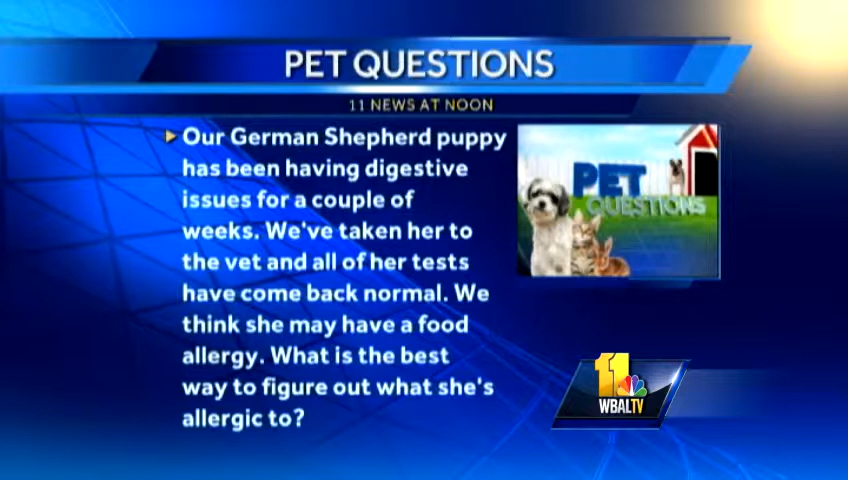 PET QUESTIONS
11 NEWS AT NOON
Our German Shepherd puppy
has been having digestive
issues for a couple of
weeks. We've taken her to
the vet and all of her tests
have come back normal. We
think she may have a food
allergy. What is the best
way to figure out what she's
allergic to?
PET
QUESTIONS
11
WBALTV